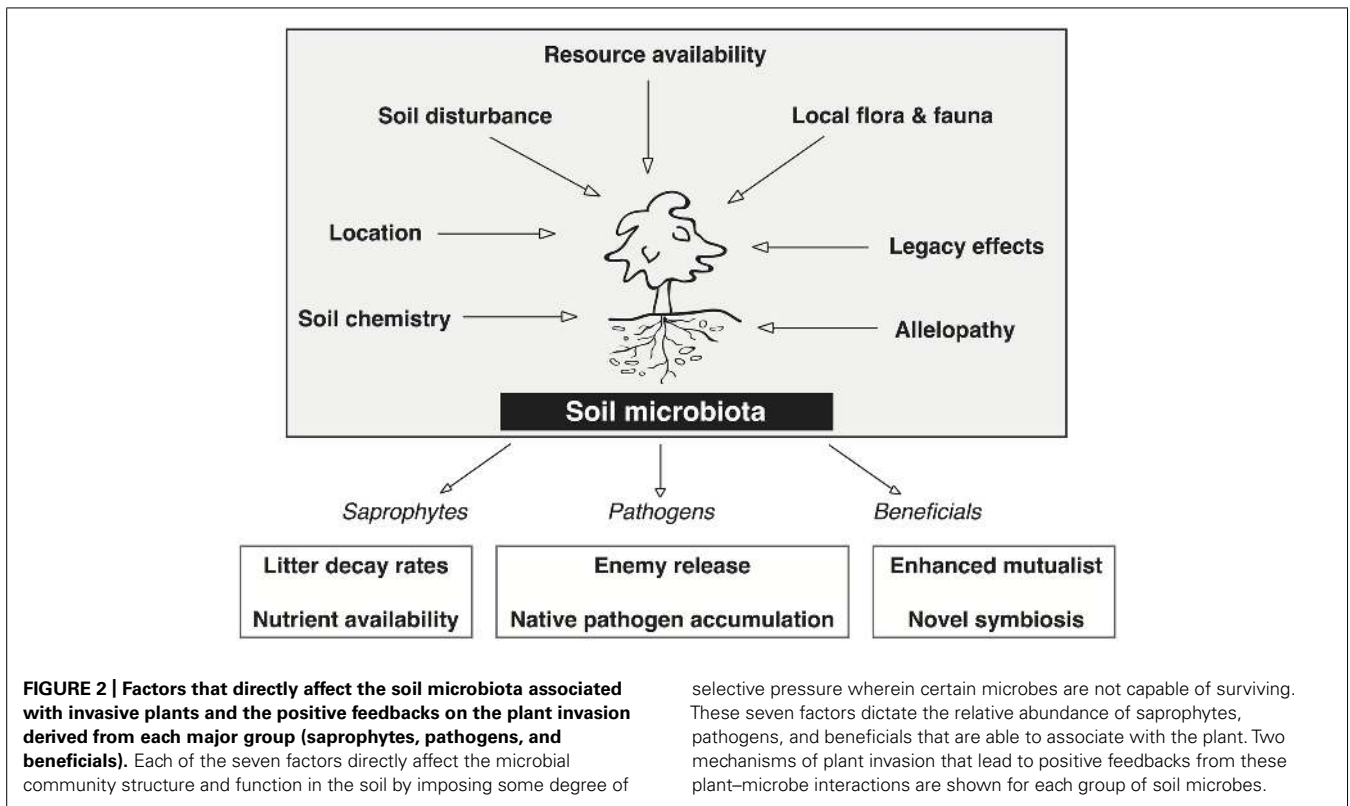 Resource availability
Soil disturbance
Local flora & fauna
Location
Legacy effects
Soil chemistry
Allelopathy
Soil microbiota
Saprophytes
Pathogens
Beneficials
Litter decay rates
Nutrient availability
Enemy release
Native pathogen accumulation
Enhanced mutualist
Novel symbiosis
FIGURE 2 | Factors that directly affect the soil microbiota associated
with invasive plants and the positive feedbacks on the plant invasion
derived from each major group (saprophytes, pathogens, and
beneficials). Each of the seven factors directly affect the microbial
community structure and function in the soil by imposing some degree of
selective pressure wherein certain microbes are not capable of surviving.
These seven factors dictate the relative abundance of saprophytes,
pathogens, and beneficials that are able to associate with the plant. Two
mechanisms of plant invasion that lead to positive feedbacks from these
plant–microbe interactions are shown for each group of soil microbes.